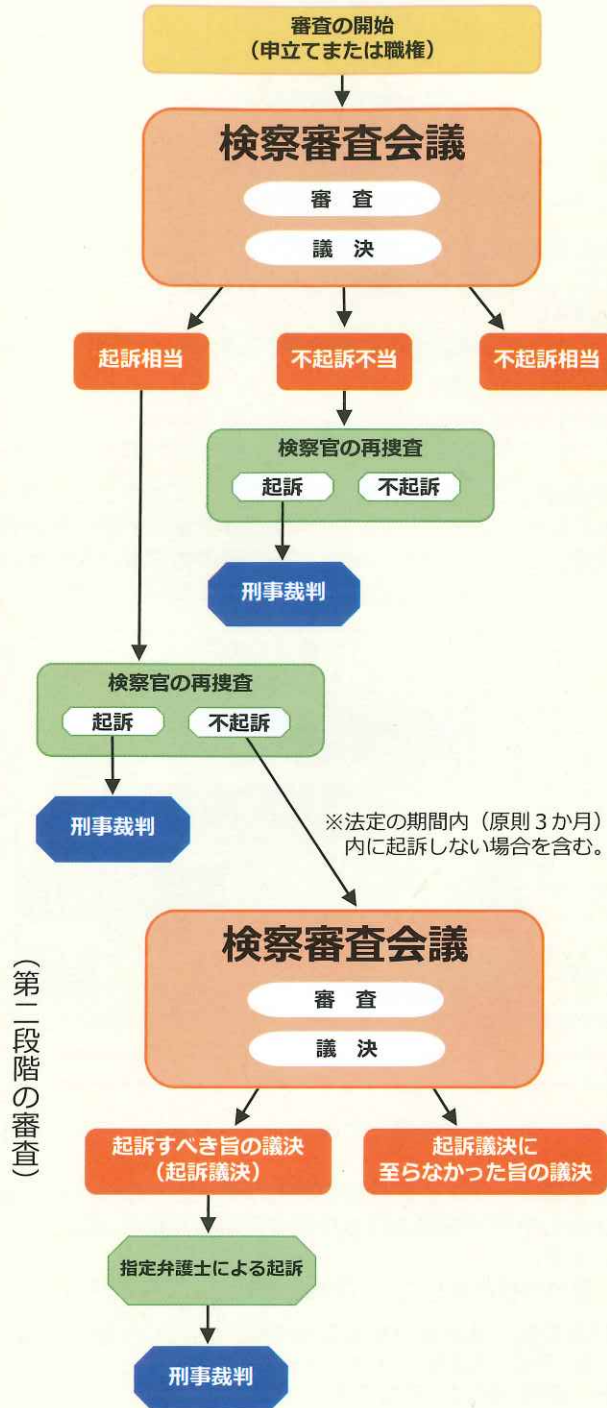 審査の開始
（申立てまたは職権）
検察審査会議
審 査
議 決
起訴相当
不起訴不当
不起訴相当
検察官の再捜査
起訴
不起訴
刑事裁判
検察官の再捜査
起訴
不起訴
刑事裁判
※法定の期間内（原則３か月）
内に起訴しない場合を含む。
（第二段階の審査）
検察審査会議
審 査
議 決
起訴すべき旨の議決
（起訴議決）
起訴議決に
至らなかった旨の議決
指定弁護士による起訴
刑事裁判